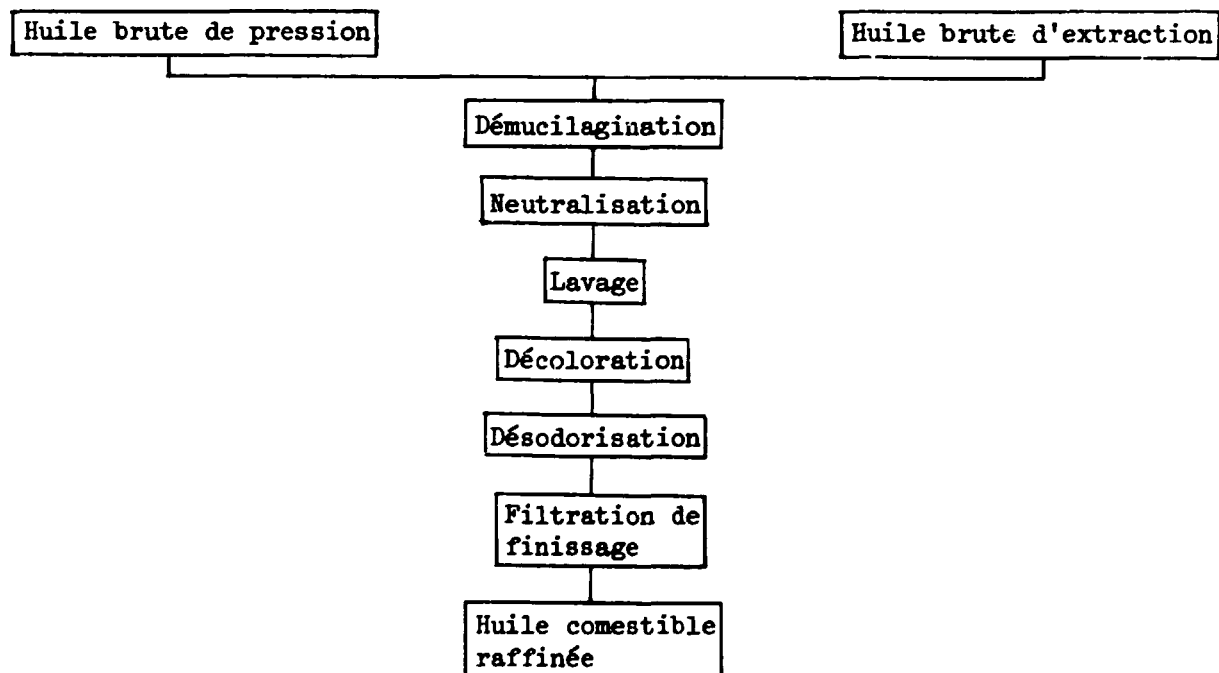 Huile brute de pression
Huile brute d'extraction
Démucilagination
Neutralisation
Lavage
Décoloration
Désodorisation
Filtration de
finissage
Huile comestible
raffinée